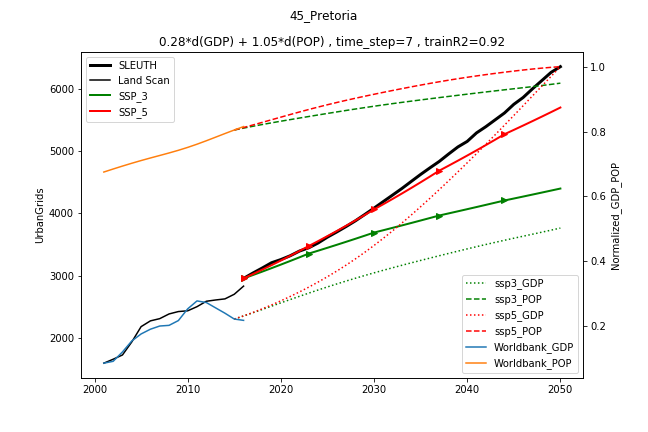 45_Pretoria
0.28*d(GDP) + 1.05*d(POP) , time_step=7 , trainR2=0.92
SLEUTH
Land Scan
SSP_3
SSP_5
6000
5000
4000
3000
2000
UrbanGrids
1.0
0.8
0.6
0.4
0.2
Normalized_GDP_POP
ssp3_GDP
ssp3_POP
ssp5_GDP
ssp5_POP
Worldbank_GDP
Worldbank_POP
2000
2010
2020
2030
2040
2050